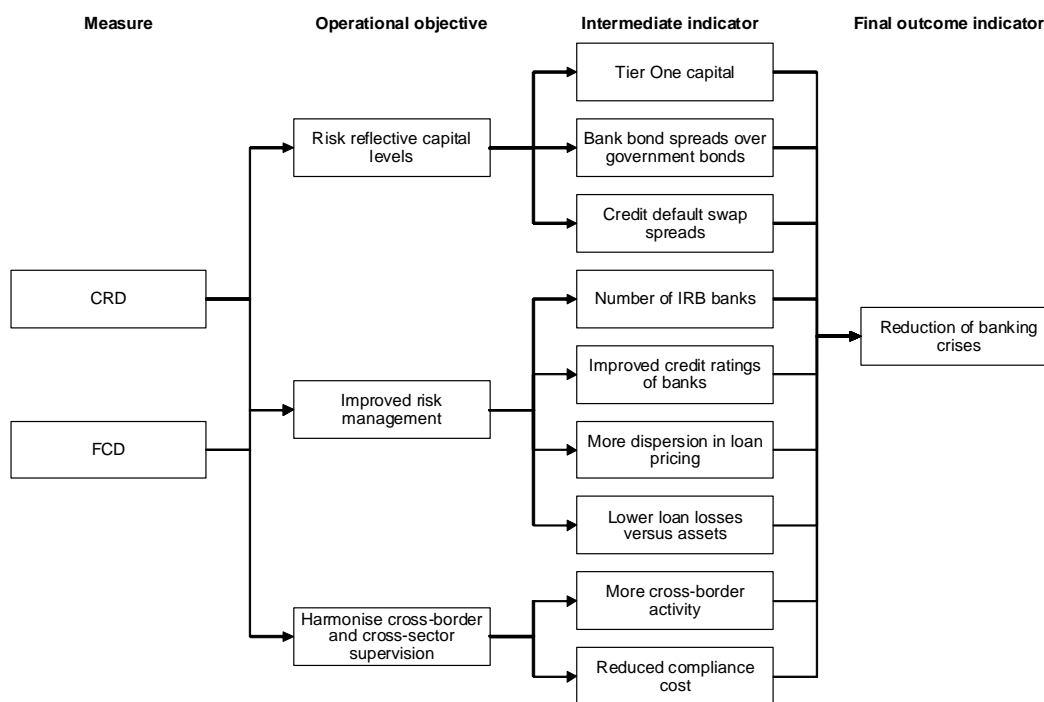 Measure
Operational objective
Intermediate indicator
Final outcome indicator
CRD
FCD
Risk reflective capital
levels
Improved risk
management
Harmonise cross-border
and cross-sector
supervision
Tier One capital
Bank bond spreads over
government bonds
Credit default swap
spreads
Number of IRB banks
Improved credit ratings
of banks
More dispersion in loan
pricing
Lower loan losses
versus assets
More cross-border
activity
Reduced compliance
cost
Reduction of banking
crises